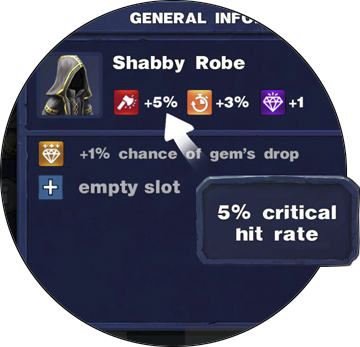 GENERAL INFO
Shabby Robe
+5% +3% +1
+1% chance of gem's drop
empty slot
5% critical
hit rate